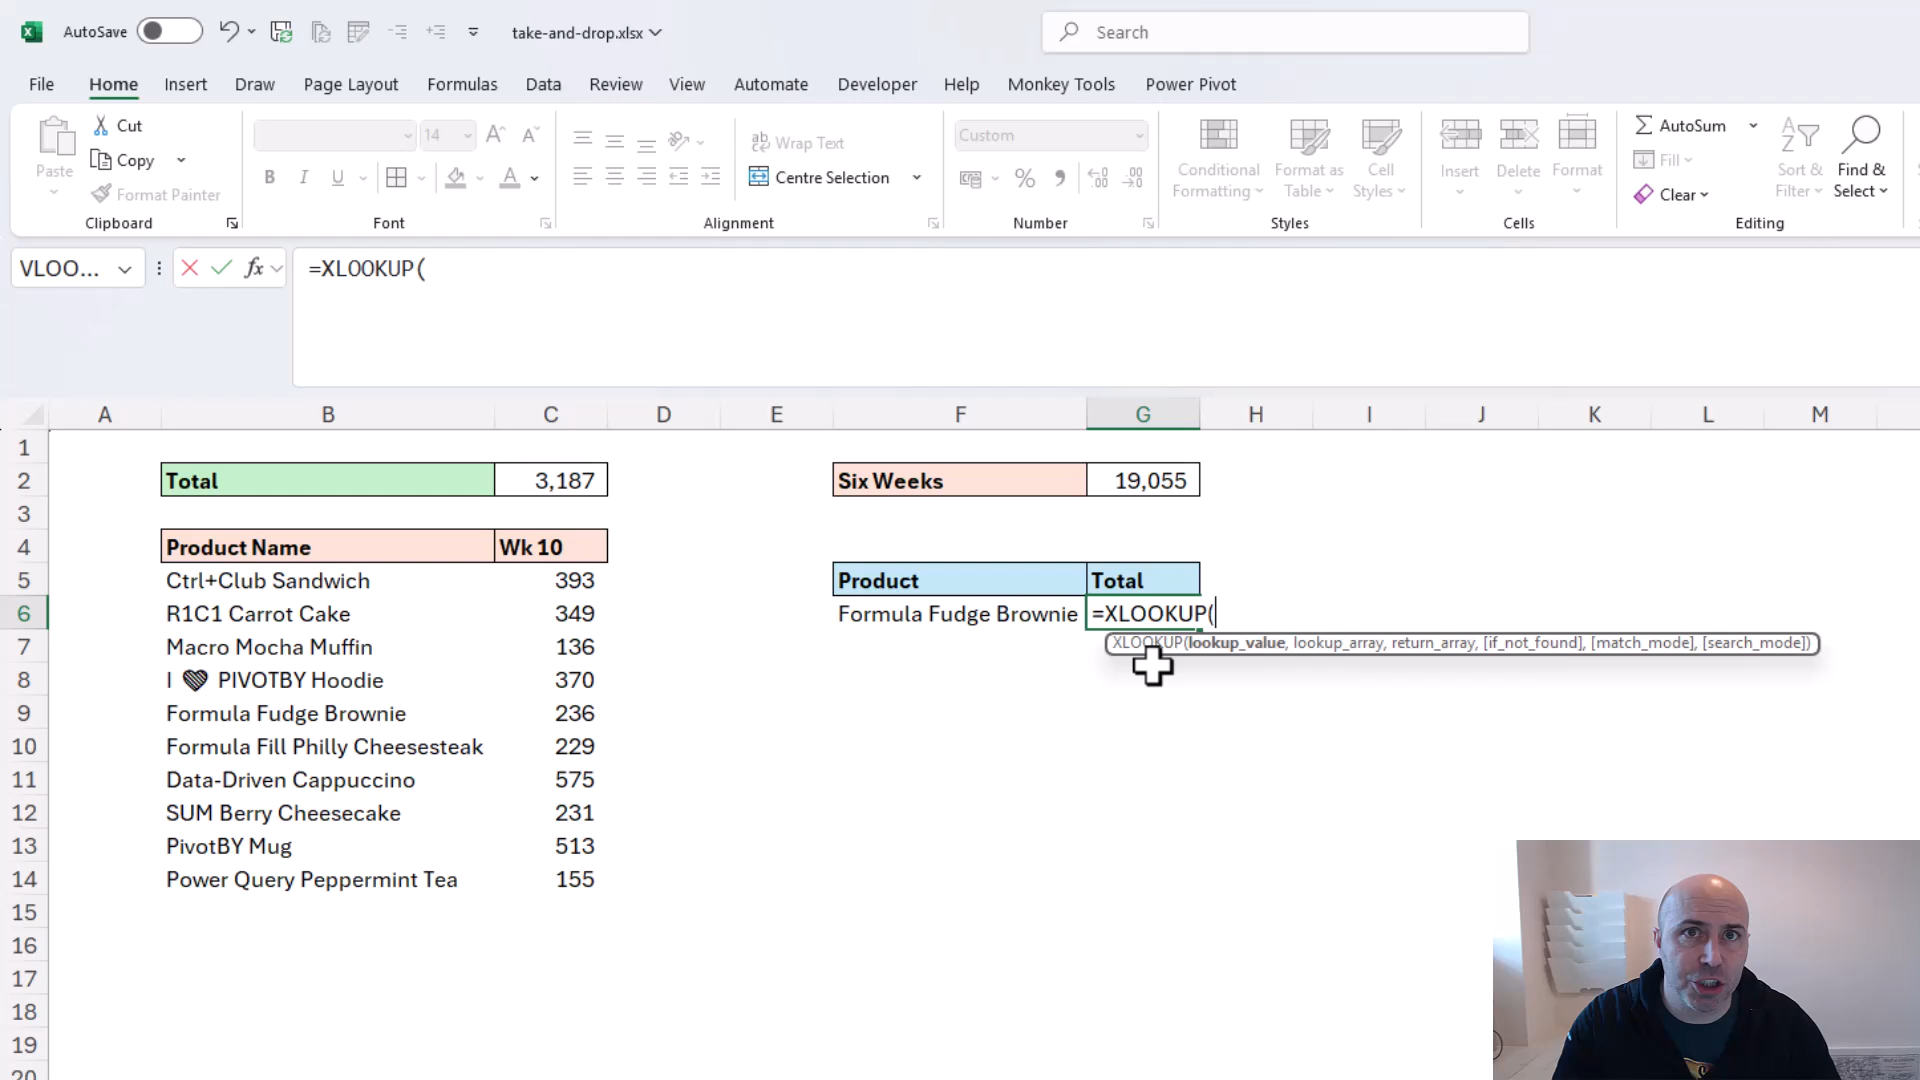 AutoSave
take-and-drop.xlsx
Search
File Home Insert Draw Page Layout Formulas Data Review View Automate Developer Help Monkey Tools Power Pivot
Paste
Cut
Copy
Format Painter
Clipboard
14
B I U
Font
Wrap Text
Centre Selection
Alignment
Custom
Number
Conditional Formatting
Format as Table
Cell Styles
Styles
Insert
Delete
Format
Cells
AutoSum
Fill
Clear
Sort & Filter
Find & Select
Editing
VLOO...
fx
=XLOOKUP(
A B C D E F G H I J K L M
1
2 Total 3,187 Six Weeks 19,055
3
4 Product Name Wk 10
5 Ctrl+Club Sandwich 393 Product Total
6 R1C1 Carrot Cake 349 Formula Fudge Brownie =XLOOKUP(
XLOOKUP(lookup_value, lookup_array, return_array, [if_not_found], [match_mode], [search_mode])
7 Macro Mocha Muffin 136
8 I PIVOTBY Hoodie 370
9 Formula Fudge Brownie 236
10 Formula Fill Philly Cheesesteak 229
11 Data-Driven Cappuccino 575
12 SUM Berry Cheesecake 231
13 PivotBY Mug 513
14 Power Query Peppermint Tea 155
15
16
17
18
19
20